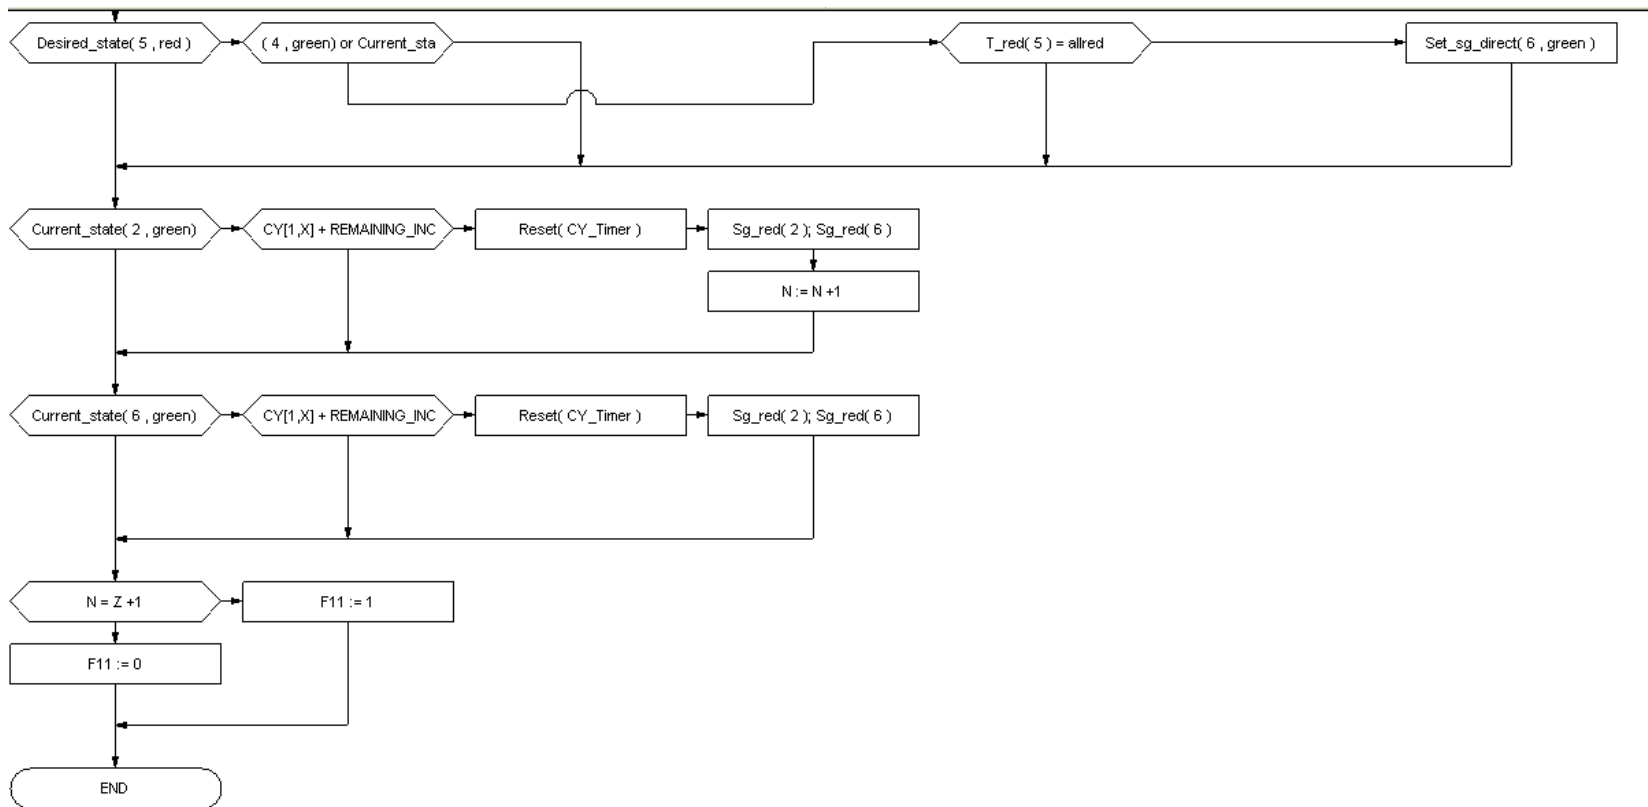 Desired_state( 5 , red )
( 4 , green) or Current_sta
T_red( 5 ) = allred
Set_sg_direct( 6 , green )
Current_state( 2 , green)
CY[1,X] + REMAINING_INC
Reset( CY_Timer )
Sg_red( 2 ); Sg_red( 6 )
N := N +1
Current_state( 6 , green)
CY[1,X] + REMAINING_INC
Reset( CY_Timer )
Sg_red( 2 ); Sg_red( 6 )
N = Z +1
F11 := 1
F11 := 0
END